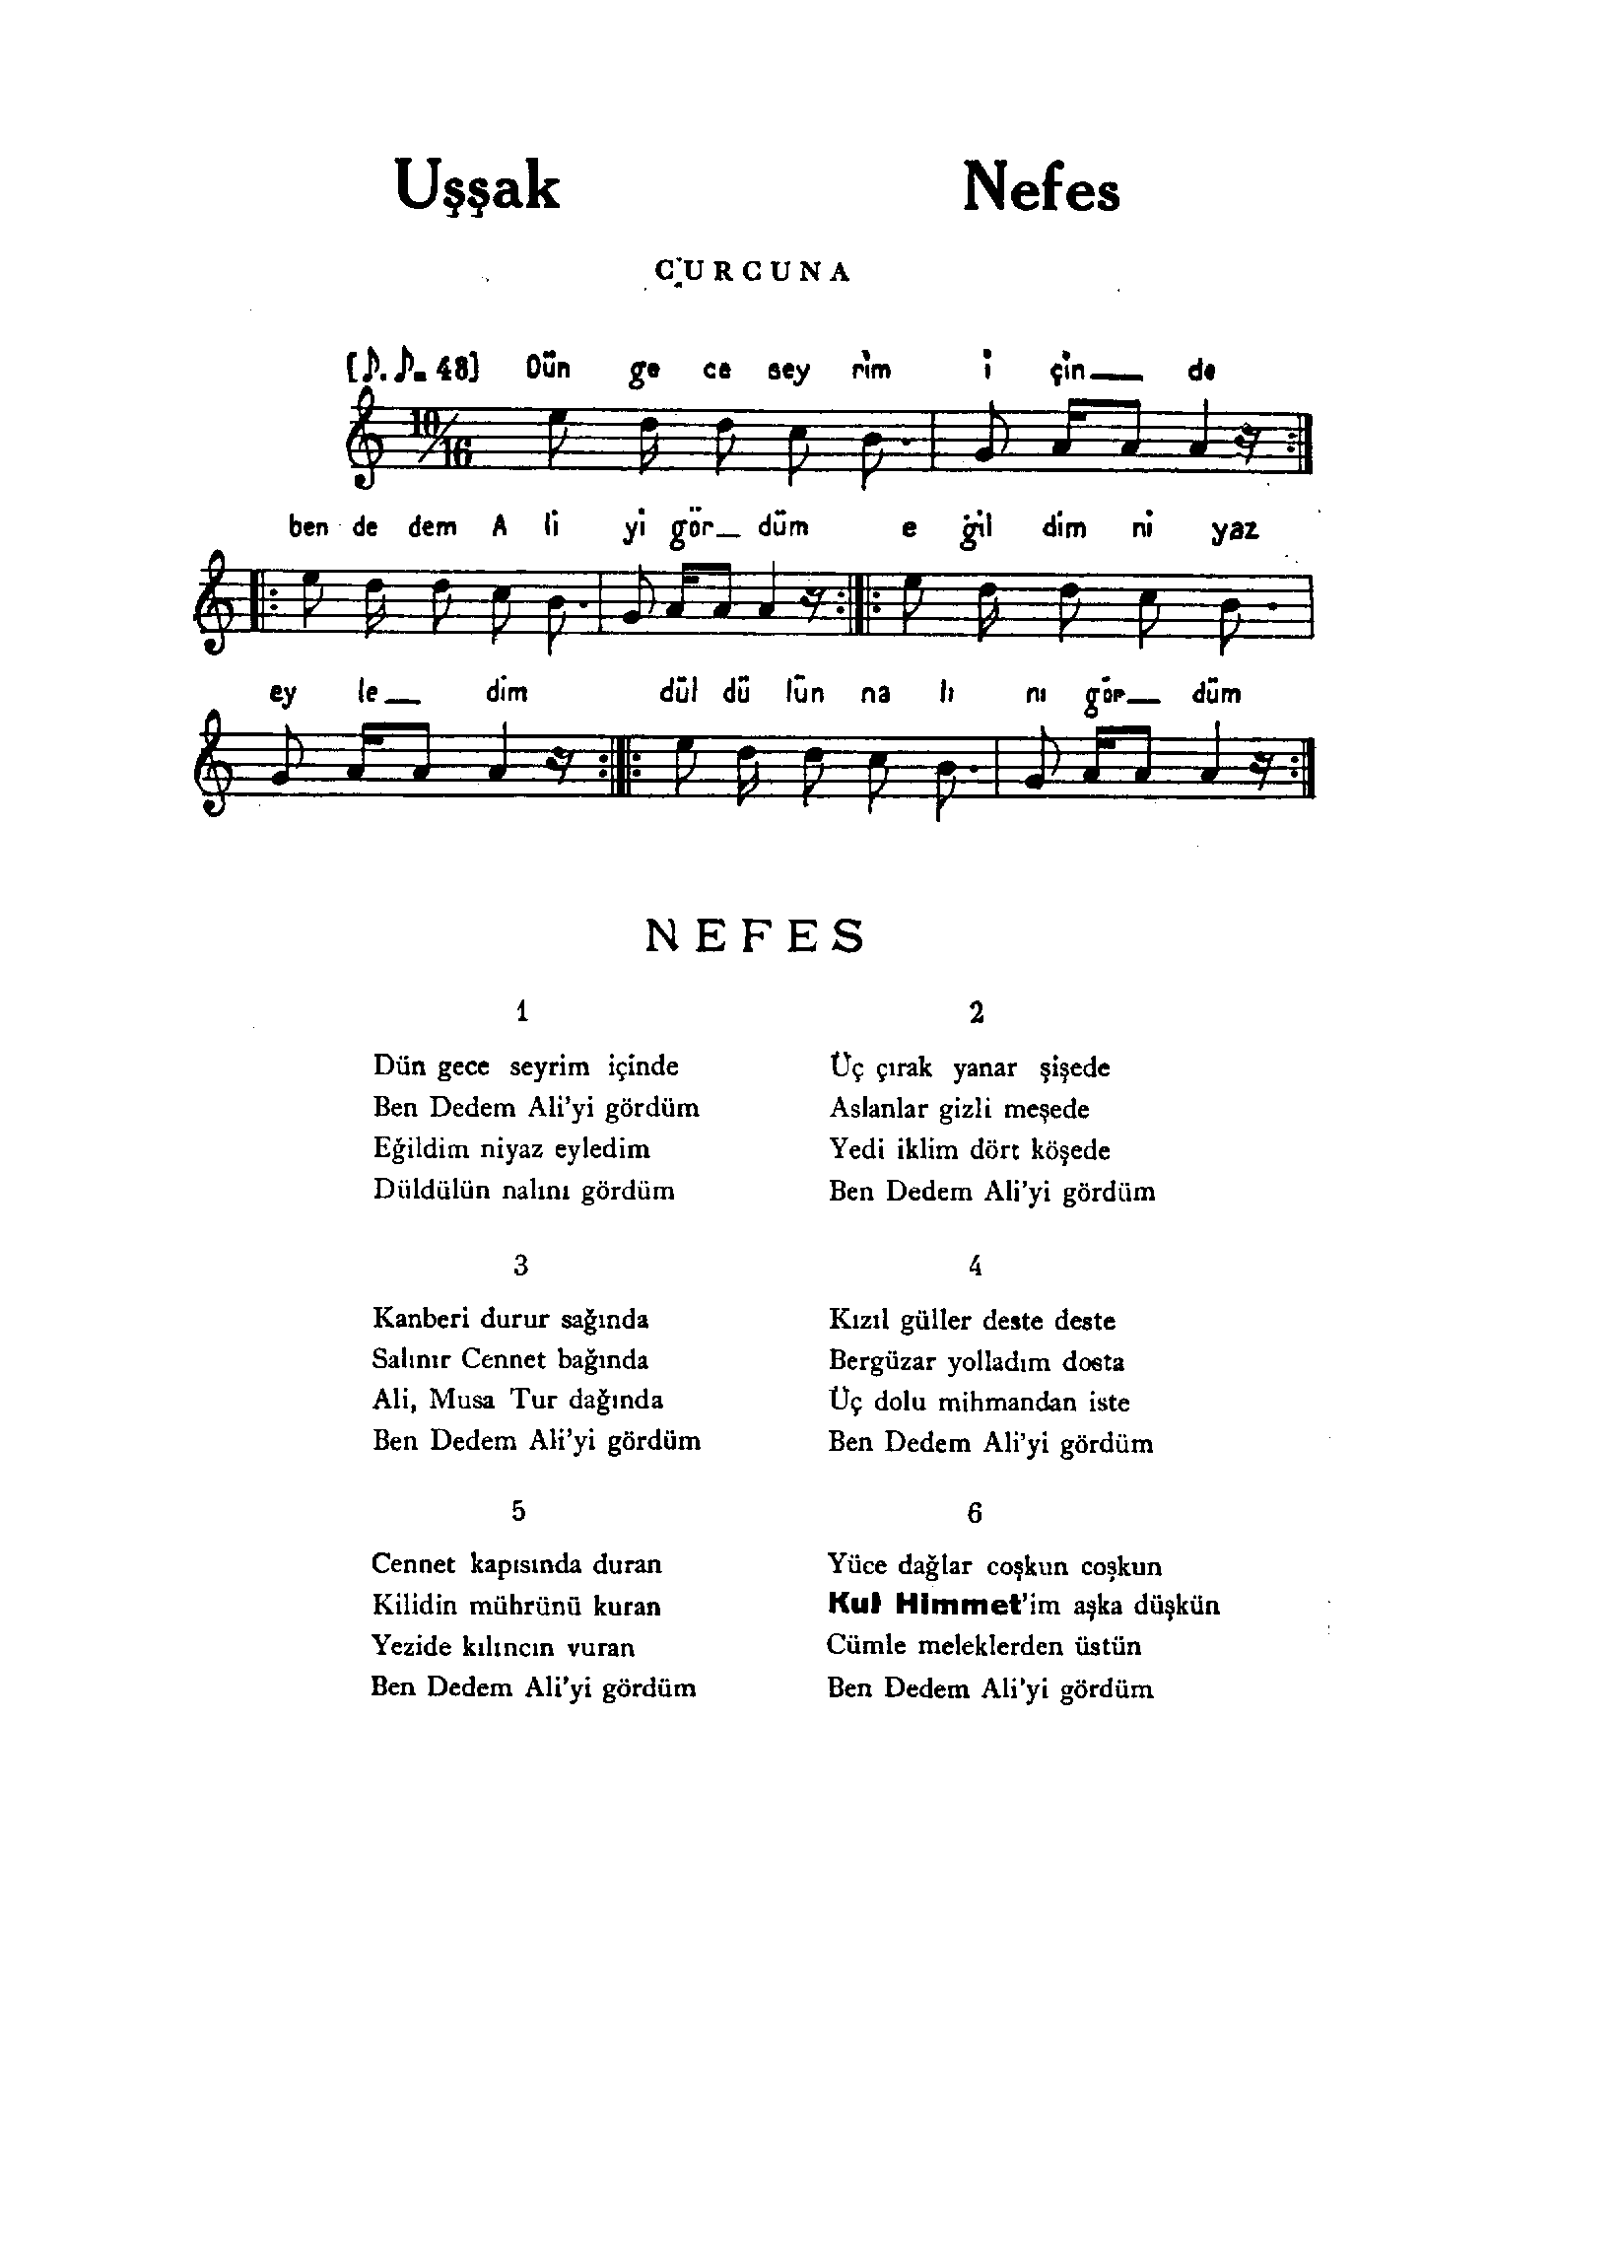 Uşşak Nefes
CURCUNA
[♪. ♪= 48] Dün ge ce sey rim i çin__ de
10/16
ben de dem A li yi gör_ düm e ğil dim ni yaz
ey le__ dim dül dü lün na lı nı gör__ düm
NEFES
1
Dün gece seyrim içinde
Ben Dedem Ali'yi gördüm
Eğildim niyaz eyledim
Düldülün nalını gördüm
2
Üç çırak yanar şişede
Aslanlar gizli meşede
Yedi iklim dört köşede
Ben Dedem Ali'yi gördüm
3
Kanberi durur sağında
Salınır Cennet bağında
Ali, Musa Tur dağında
Ben Dedem Ali'yi gördüm
4
Kızıl güller deste deste
Bergüzar yolladım dosta
Üç dolu mihmandan iste
Ben Dedem Ali'yi gördüm
5
Cennet kapısında duran
Kilidin mührünü kuran
Yezide kılıncın vuran
Ben Dedem Ali'yi gördüm
6
Yüce dağlar coşkun coşkun
Kul Himmet'im aşka düşkün
Cümle meleklerden üstün
Ben Dedem Ali'yi gördüm